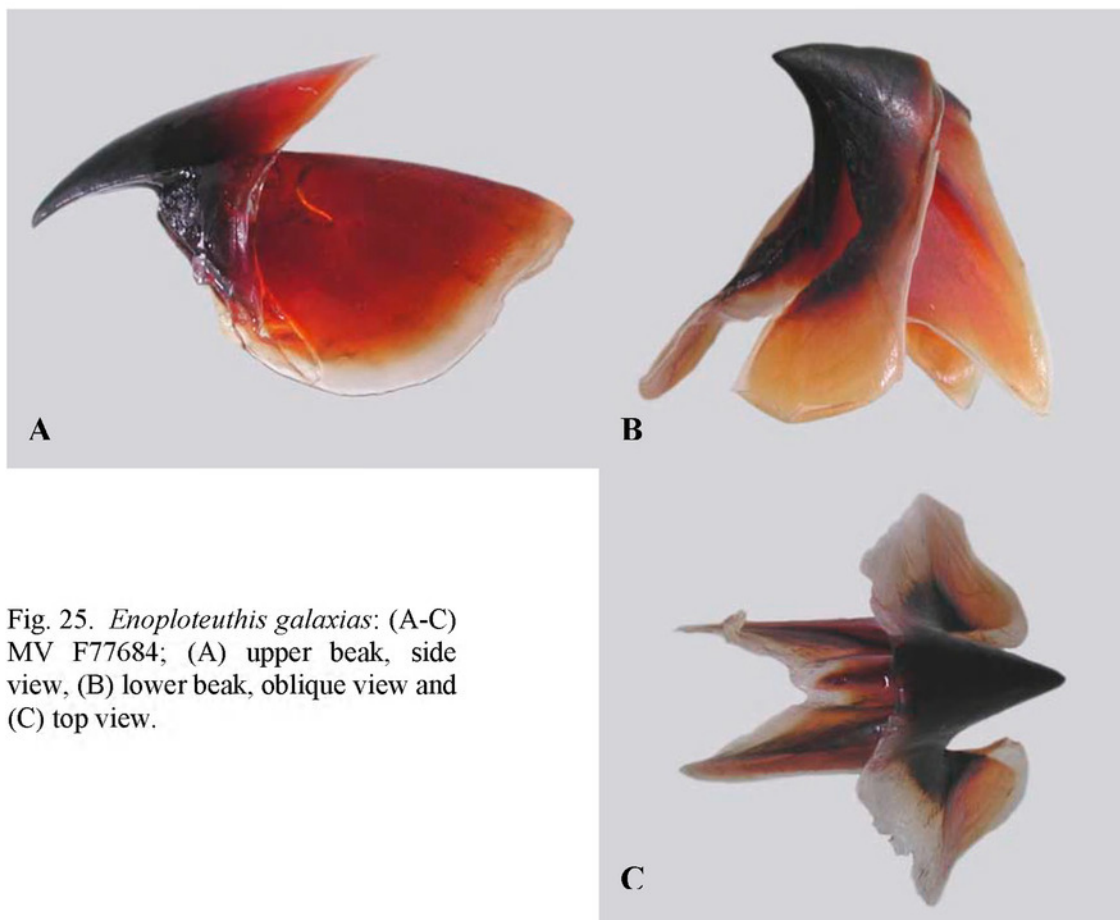 A
B
Fig. 25. Enoploteuthis galaxias: (A-C)
MV F77684; (A) upper beak, side
view, (B) lower beak, oblique view and
(C) top view.
C